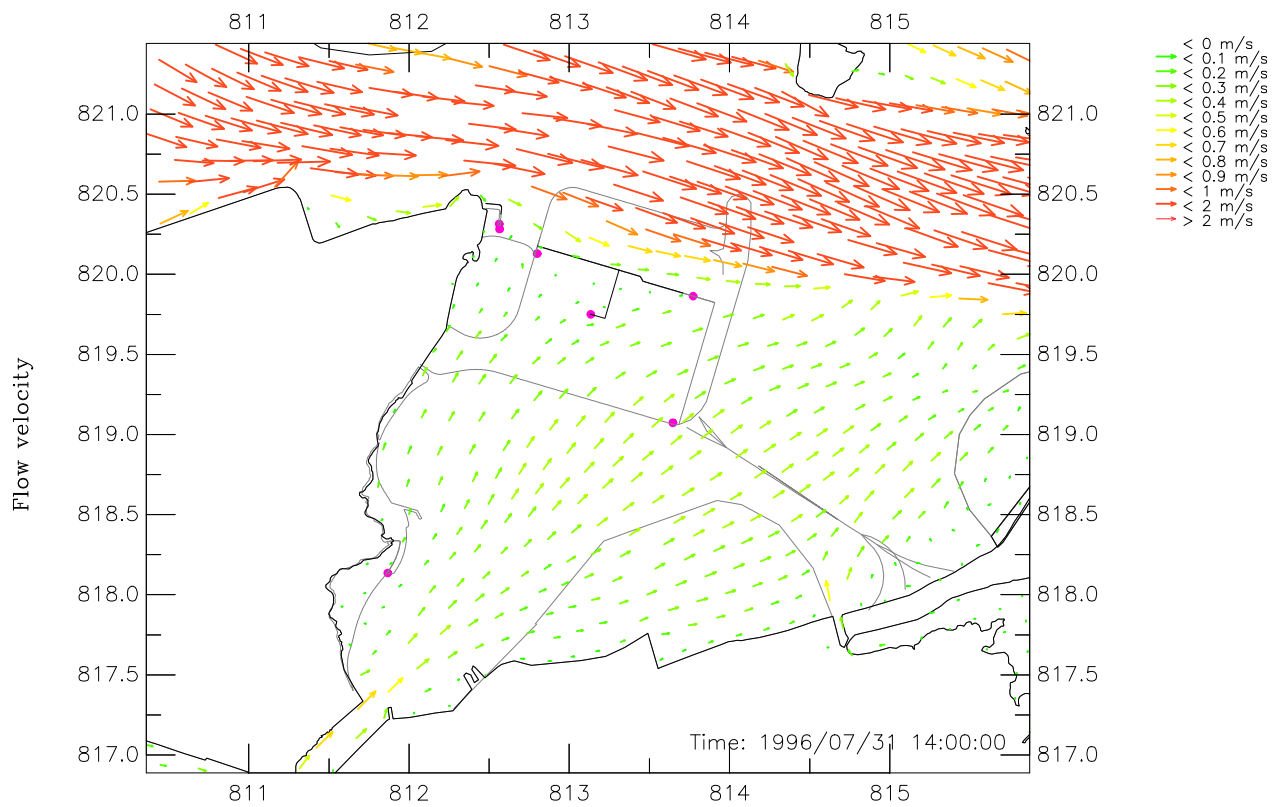 811 812 813 814 815
< 0 m/s
< 0.1 m/s
< 0.2 m/s
< 0.3 m/s
< 0.4 m/s
< 0.5 m/s
< 0.6 m/s
< 0.7 m/s
< 0.8 m/s
< 0.9 m/s
< 1 m/s
< 2 m/s
> 2 m/s
821.0 821.0
820.5 820.5
820.0 820.0
819.5 819.5
819.0 819.0
Flow velocity
818.5 818.5
818.0 818.0
817.5 817.5
Time: 1996/07/31 14:00:00
817.0 817.0
811 812 813 814 815